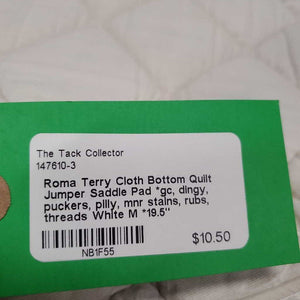 The Tack Collector
147610-3
Roma Terry Cloth Bottom Quilt
Jumper Saddle Pad *gc, dingy,
puckers, pilly, mnr stains, rubs,
threads White M *19.5"
$10.50
NB1F55